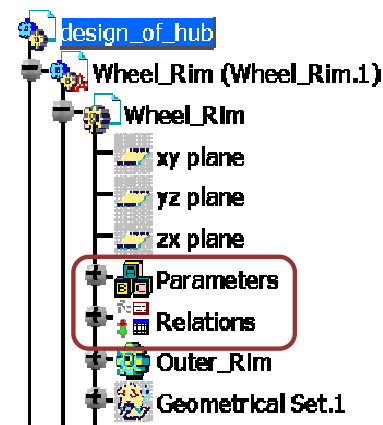 design_of_hub
Wheel_Rim (Wheel_Rim.1)
Wheel_RIm
xy plane
yz plane
zx plane
Parameters
Relations
Outer_RIm
Geometrical Set.1